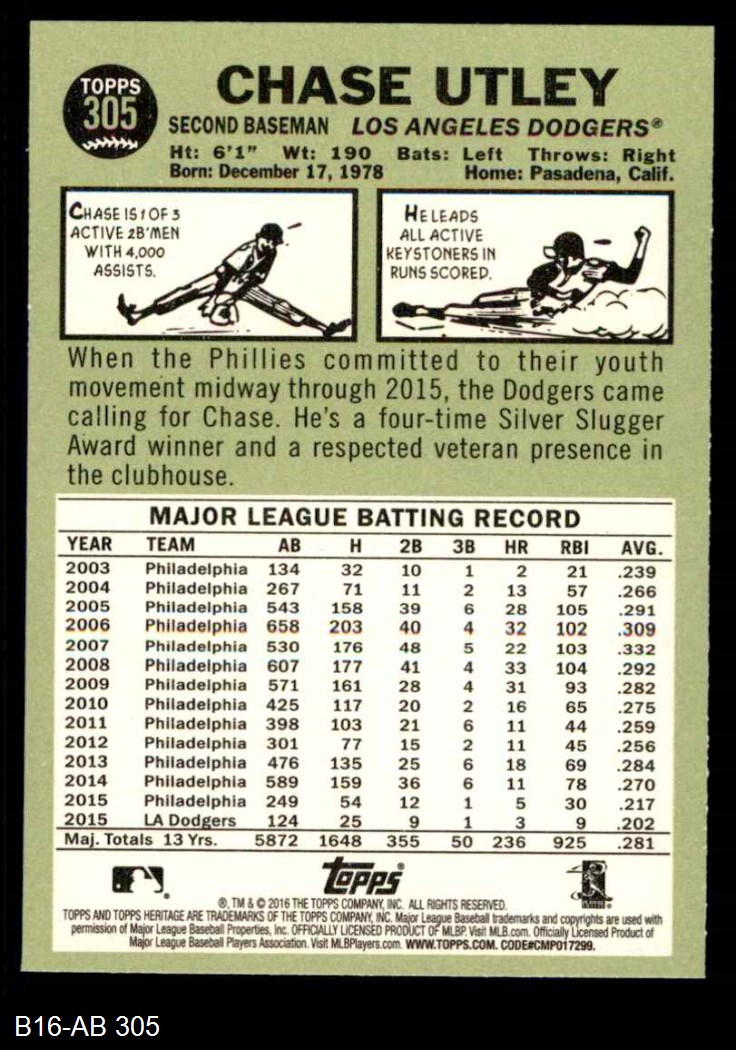 TOPPS
305
CHASE UTLEY
SECOND BASEMAN LOS ANGELES DODGERS®
Ht: 6'1" Wt: 190 Bats: Left Throws: Right
Born: December 17, 1978 Home: Pasadena, Calif.
CHASE IS 1 OF 3
ACTIVE 2B'MEN
WITH 4,000
ASSISTS.
HE LEADS
ALL ACTIVE
KEYSTONERS IN
RUNS SCORED.
When the Phillies committed to their youth
movement midway through 2015, the Dodgers came
calling for Chase. He's a four-time Silver Slugger
Award winner and a respected veteran presence in
the clubhouse.
MAJOR LEAGUE BATTING RECORD
YEAR TEAM AB H 2B 3B HR RBI AVG.
2003 Philadelphia 134 32 10 1 2 21 .239
2004 Philadelphia 267 71 11 2 13 57 .266
2005 Philadelphia 543 158 39 6 28 105 .291
2006 Philadelphia 658 203 40 4 32 102 .309
2007 Philadelphia 530 176 48 5 22 103 .332
2008 Philadelphia 607 177 41 4 33 104 .292
2009 Philadelphia 571 161 28 4 31 93 .282
2010 Philadelphia 425 117 20 2 16 65 .275
2011 Philadelphia 398 103 21 6 11 44 .259
2012 Philadelphia 301 77 15 2 11 45 .256
2013 Philadelphia 476 135 25 6 18 69 .284
2014 Philadelphia 589 159 36 6 11 78 .270
2015 Philadelphia 249 54 12 1 5 30 .217
2015 LA Dodgers 124 25 9 1 3 9 .202
Maj. Totals 13 Yrs. 5872 1648 355 50 236 925 .281
Topps®
®, TM & © 2016 THE TOPPS COMPANY, INC. ALL RIGHTS RESERVED.
TOPPS AND TOPPS HERITAGE ARE TRADEMARKS OF THE TOPPS COMPANY, INC. Major League Baseball trademarks and copyrights are used with
permission of Major League Baseball Properties, Inc. OFFICIALLY LICENSED PRODUCT OF MLBP. Visit MLB.com. Officially Licensed Product of
Major League Baseball Players Association. Visit MLBPlayers.com. WWW.TOPPS.COM. CODE#CMP017299.
B16-AB 305